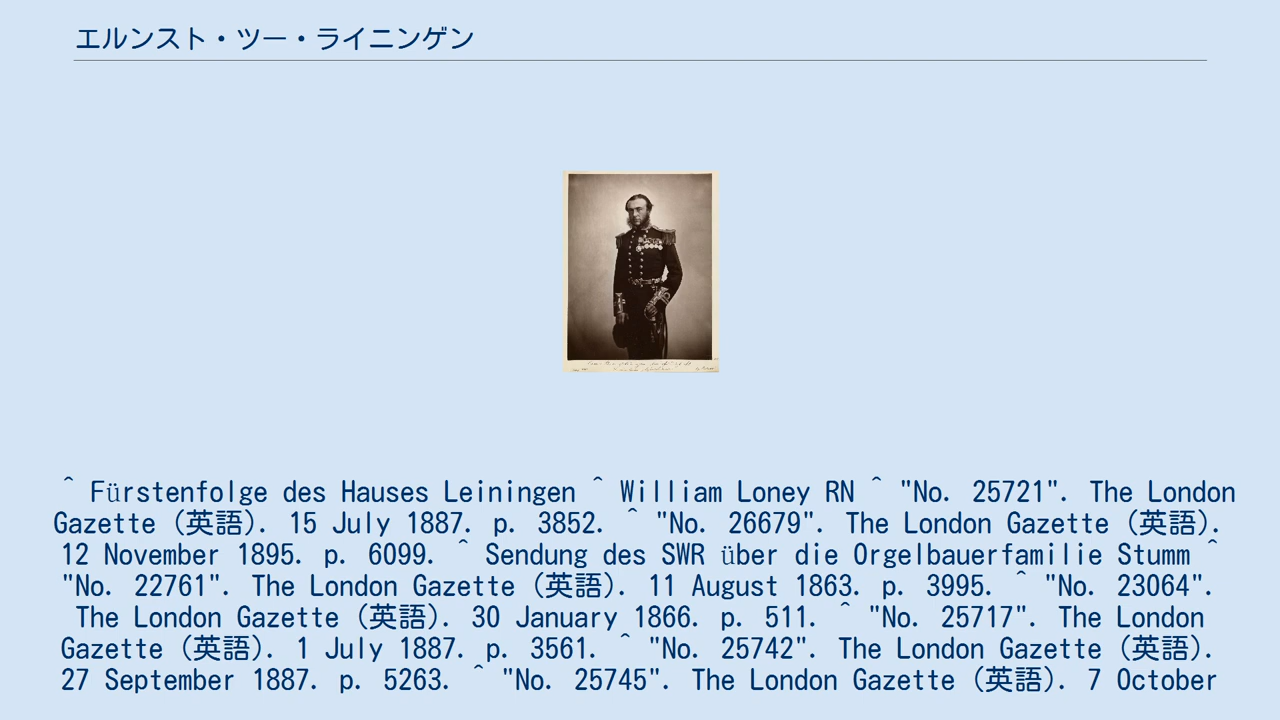 エルンスト・ツー・ライニンゲン
^ Fürstenfolge des Hauses Leiningen ^ William Loney RN ^ "No. 25721". The London
Gazette (英語). 15 July 1887. p. 3852. ^ "No. 26679". The London Gazette (英語).
12 November 1895. p. 6099. ^ Sendung des SWR über die Orgelbauerfamilie Stumm ^
"No. 22761". The London Gazette (英語). 11 August 1863. p. 3995. ^ "No. 23064".
The London Gazette (英語). 30 January 1866. p. 511. ^ "No. 25717". The London
Gazette (英語). 1 July 1887. p. 3561. ^ "No. 25742". The London Gazette (英語).
27 September 1887. p. 5263. ^ "No. 25745". The London Gazette (英語). 7 October